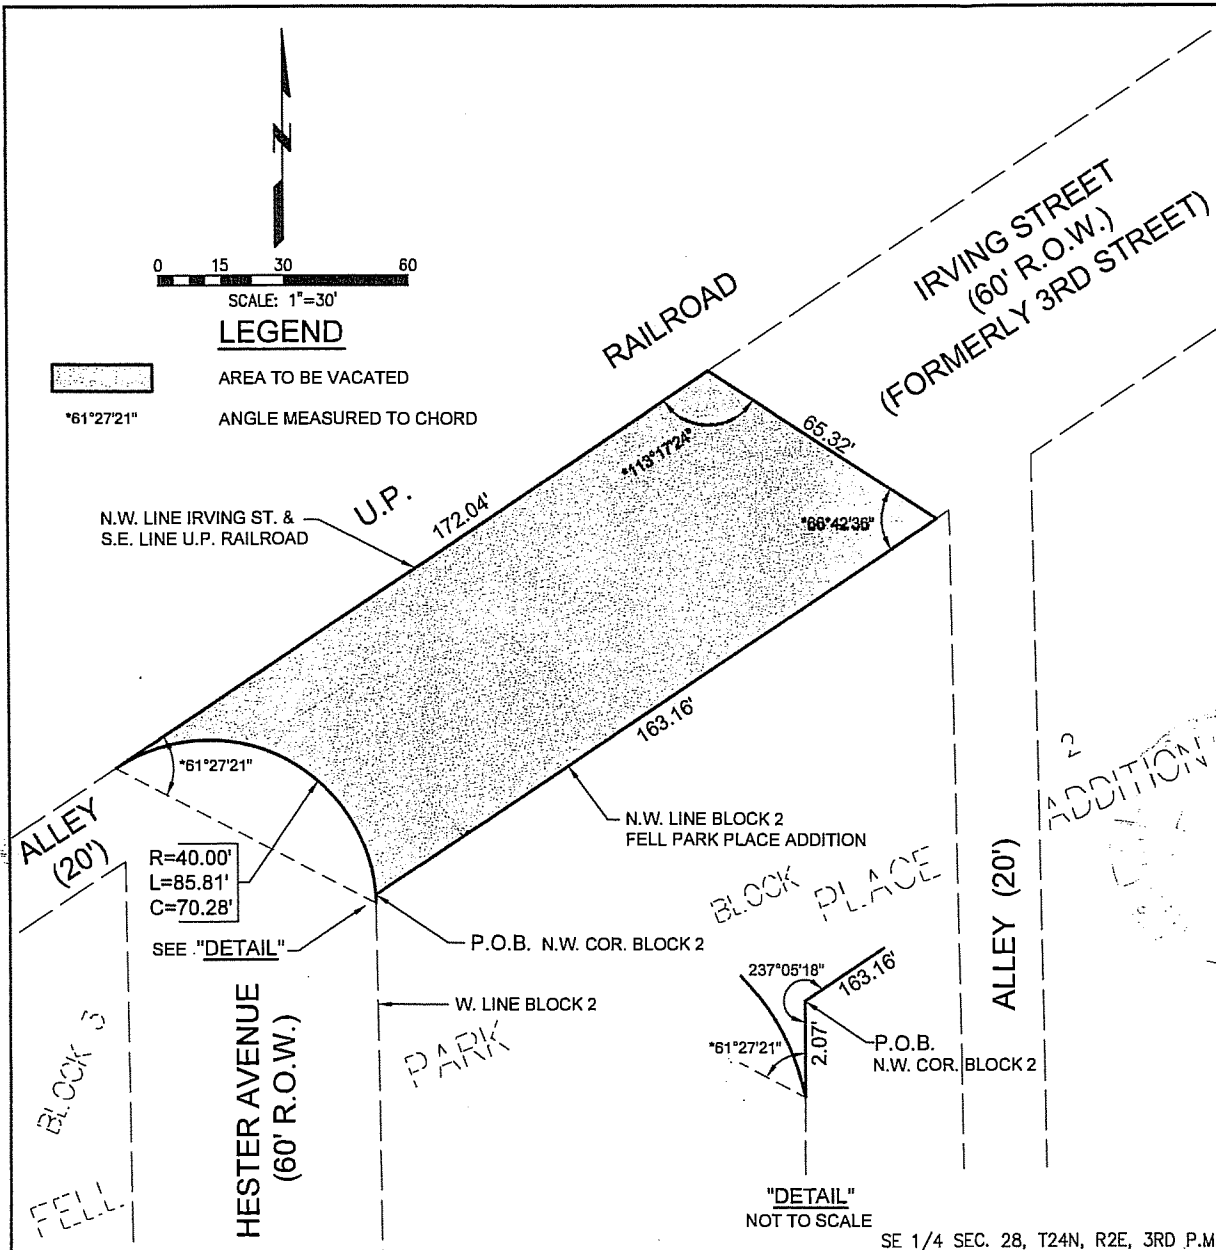 N
0 15 30 60
SCALE: 1"=30'
LEGEND
AREA TO BE VACATED
*61°27'21" ANGLE MEASURED TO CHORD
IRVING STREET
(60' R.O.W.)
(FORMERLY 3RD STREET)
RAILROAD
U.P.
N.W. LINE IRVING ST. &
S.E. LINE U.P. RAILROAD
172.04'
*113°17'24"
65.32'
*66°42'36"
163.16'
*61°27'21"
ALLEY
(20')
R=40.00'
L=85.81'
C=70.28'
SEE "DETAIL"
N.W. LINE BLOCK 2
FELL PARK PLACE ADDITION
P.O.B. N.W. COR. BLOCK 2
W. LINE BLOCK 2
HESTER AVENUE
(60' R.O.W.)
BLOCK 3
FELL
PARK
BLOCK
PLACE
2
ADDITION
ALLEY (20')
237°05'18"
163.16'
2.07'
*61°27'21"
P.O.B.
N.W. COR. BLOCK 2
"DETAIL"
NOT TO SCALE
SE 1/4 SEC. 28, T24N, R2E, 3RD P.M